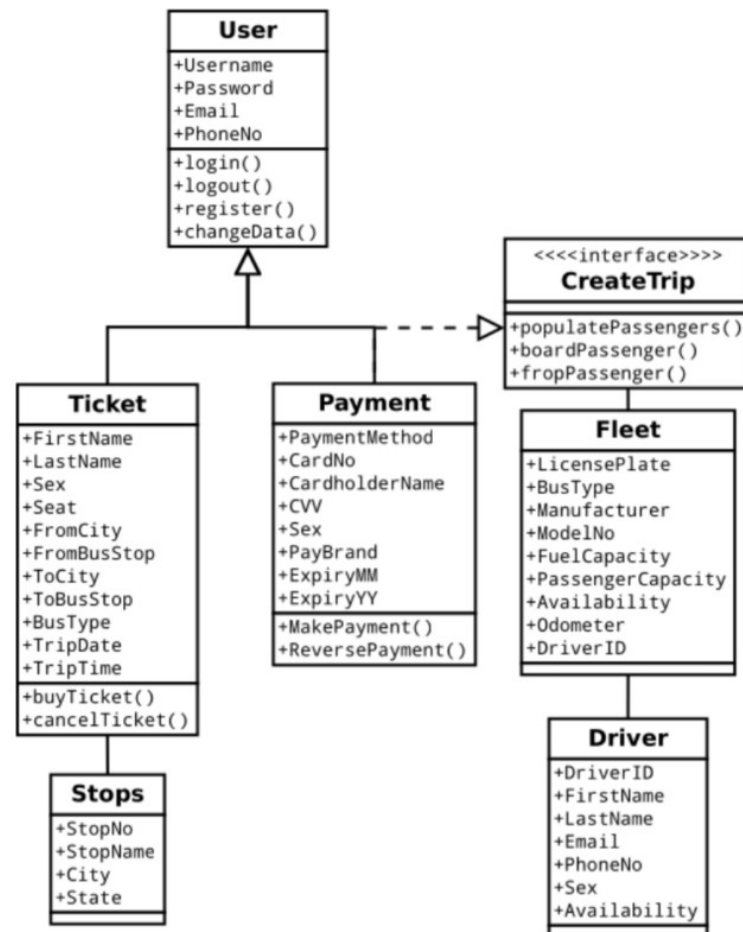 User
+Username
+Password
+Email
+PhoneNo
+login()
+logout()
+register()
+changeData()
<<<<interface>>>>
CreateTrip
+populatePassengers()
+boardPassenger()
+fropPassenger()
Ticket
+FirstName
+LastName
+Sex
+Seat
+FromCity
+FromBusStop
+ToCity
+ToBusStop
+BusType
+TripDate
+TripTime
+buyTicket()
+cancelTicket()
Payment
+PaymentMethod
+CardNo
+CardholderName
+CVV
+Sex
+PayBrand
+ExpiryMM
+ExpiryYY
+MakePayment()
+ReversePayment()
Fleet
+LicensePlate
+BusType
+Manufacturer
+ModelNo
+FuelCapacity
+PassengerCapacity
+Availability
+Odometer
+DriverID
Stops
+StopNo
+StopName
+City
+State
Driver
+DriverID
+FirstName
+LastName
+Email
+PhoneNo
+Sex
+Availability